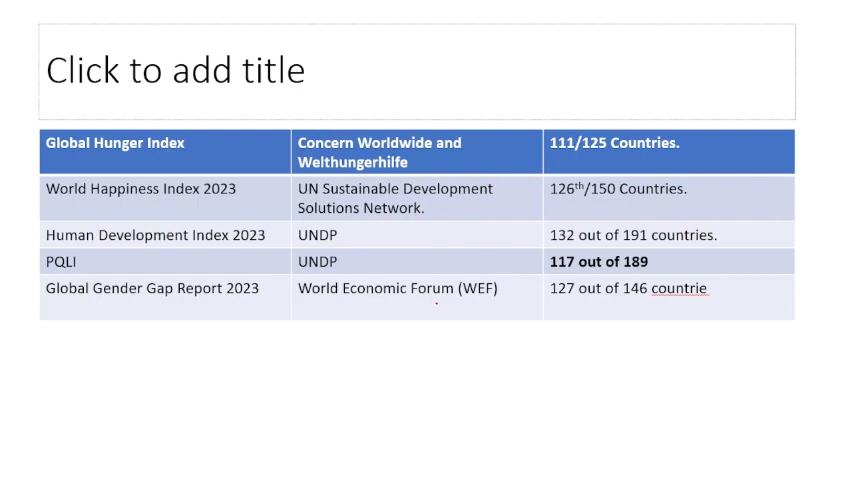 Click to add title
Global Hunger Index
Concern Worldwide and
Welthungerhilfe
111/125 Countries.
World Happiness Index 2023
UN Sustainable Development
Solutions Network.
126th/150 Countries.
Human Development Index 2023
UNDP
132 out of 191 countries.
PQLI
UNDP
117 out of 189
Global Gender Gap Report 2023
World Economic Forum (WEF)
127 out of 146 countrie